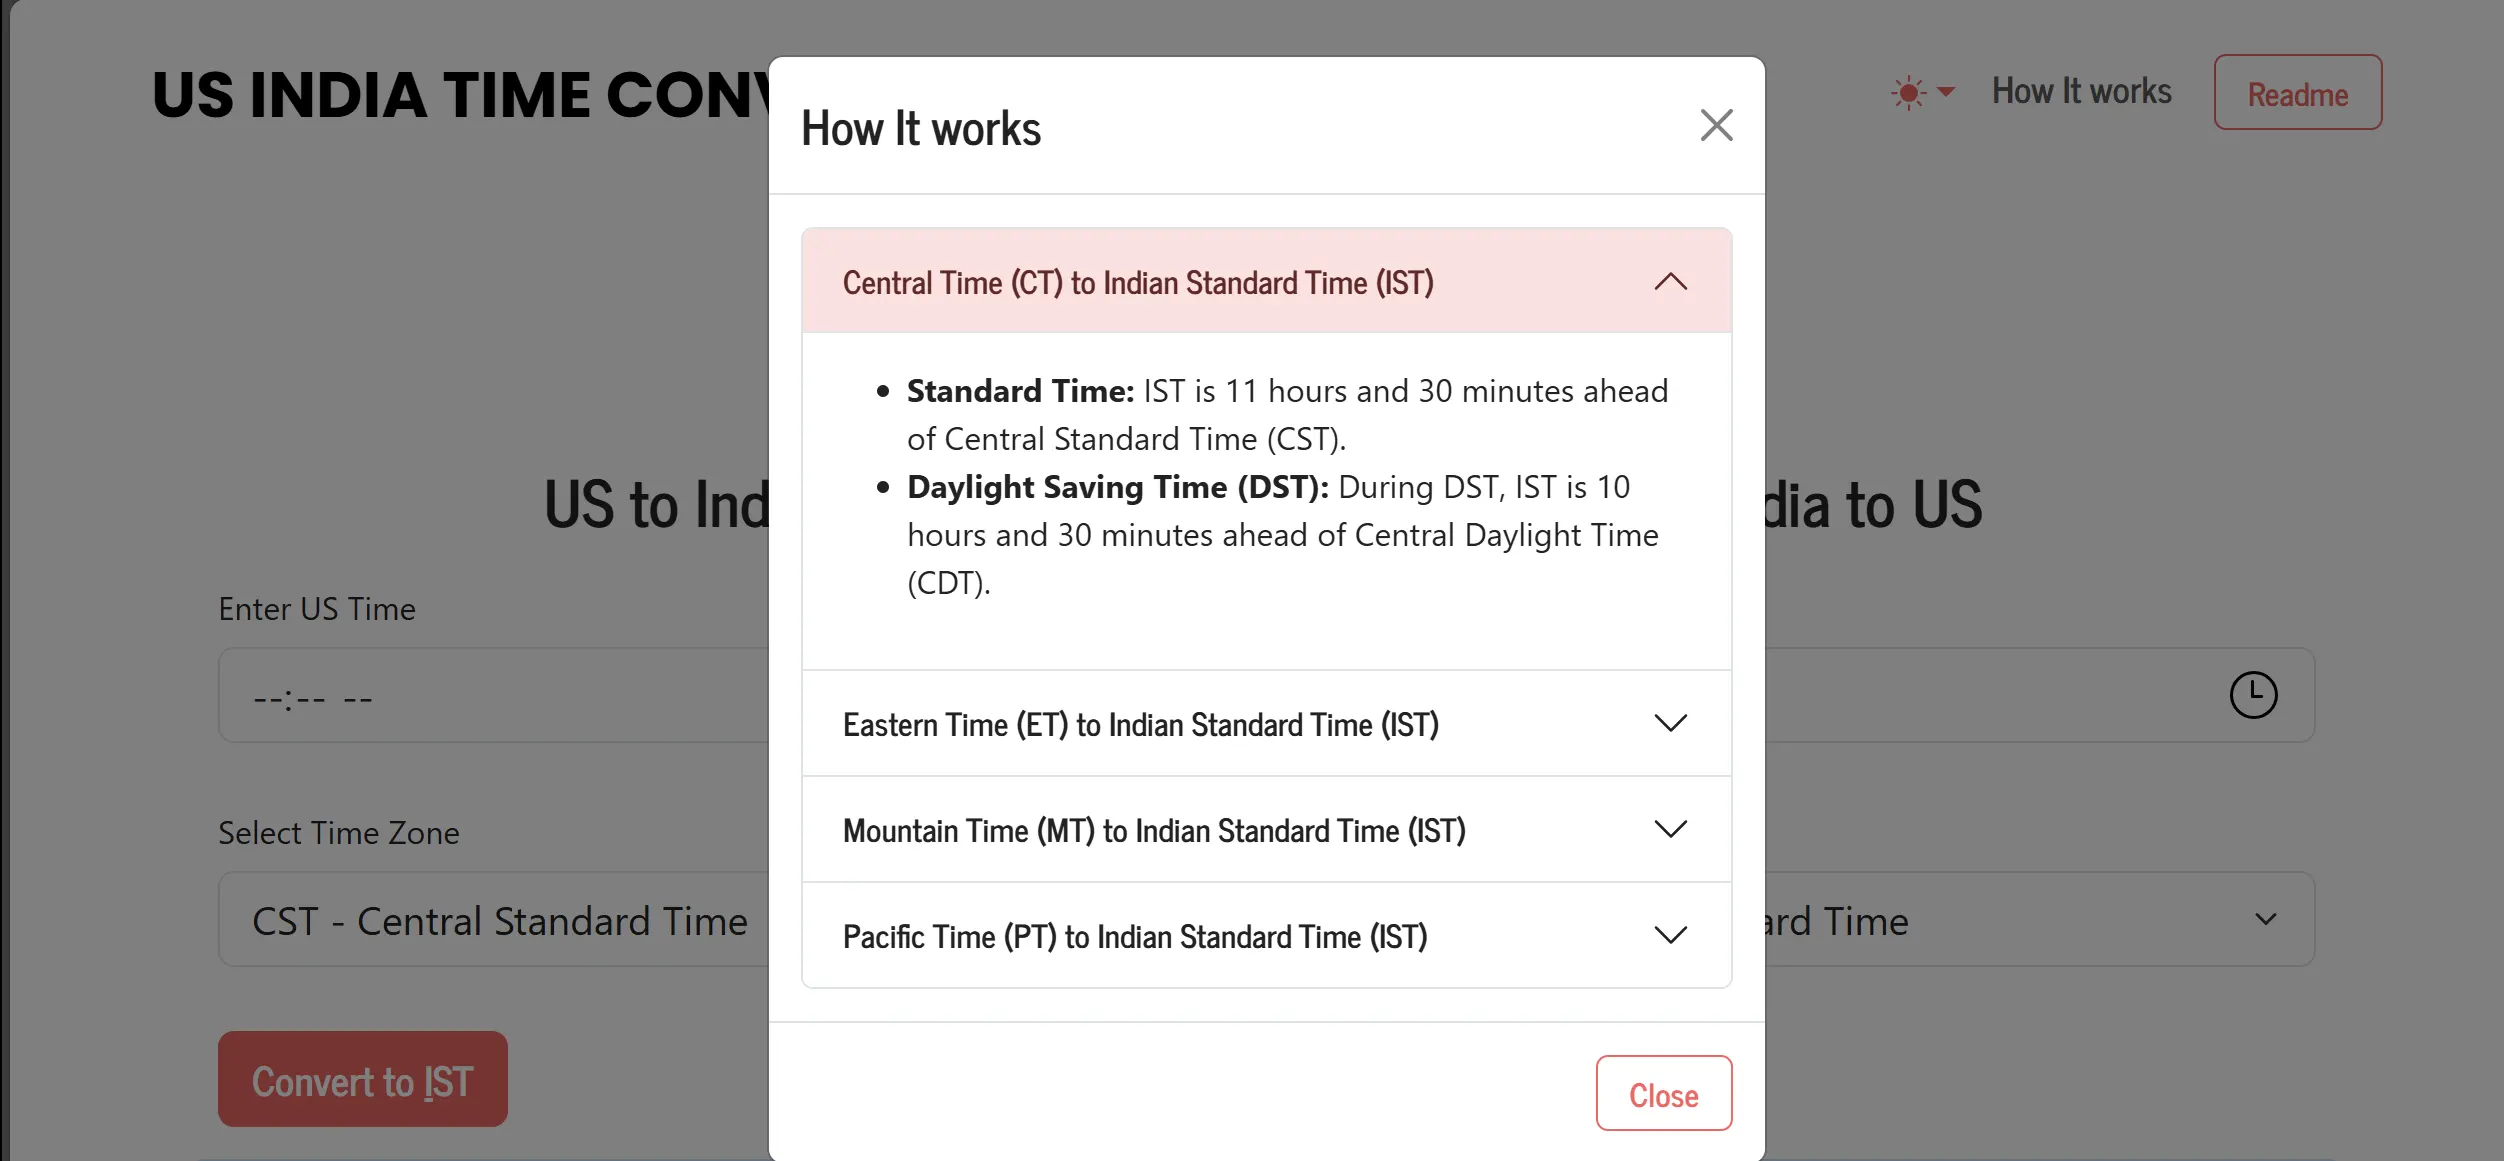 US INDIA TIME CONV
How It works
Readme
How It works
Central Time (CT) to Indian Standard Time (IST)
Standard Time: IST is 11 hours and 30 minutes ahead
of Central Standard Time (CST).
Daylight Saving Time (DST): During DST, IST is 10
hours and 30 minutes ahead of Central Daylight Time
(CDT).
Eastern Time (ET) to Indian Standard Time (IST)
Mountain Time (MT) to Indian Standard Time (IST)
Pacific Time (PT) to Indian Standard Time (IST)
Close
US to Ind
dia to US
Enter US Time
--:-- --
Select Time Zone
CST - Central Standard Time
ard Time
Convert to IST